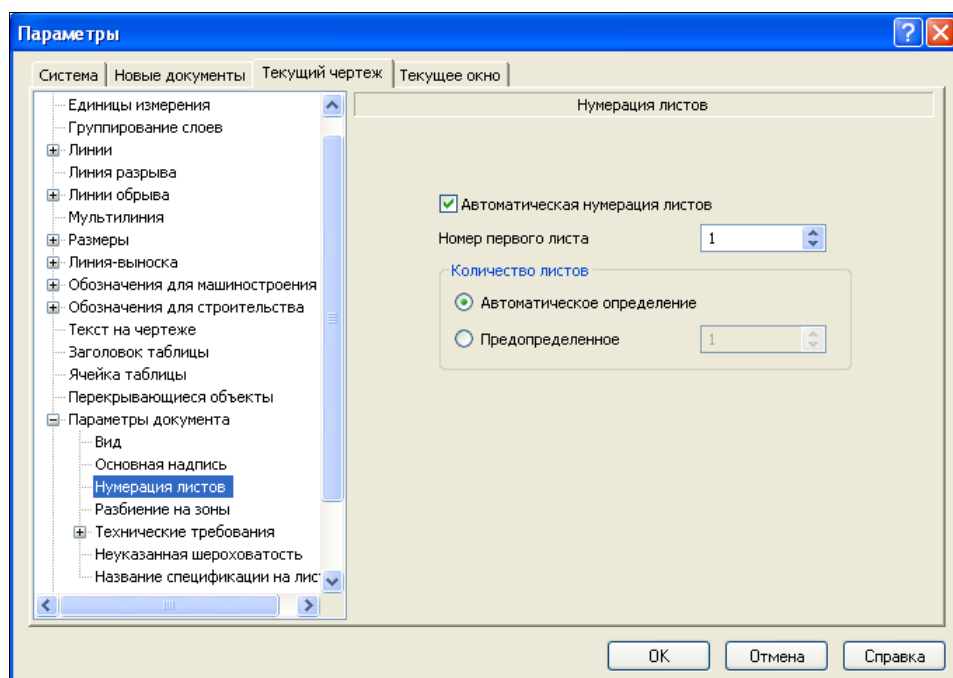 Параметры
Система
Новые документы
Текущий чертеж
Текущее окно
Единицы измерения
Группирование слоев
Линии
Линия разрыва
Линии обрыва
Мультилиния
Размеры
Линия-выноска
Обозначения для машиностроения
Обозначения для строительства
Текст на чертеже
Заголовок таблицы
Ячейка таблицы
Перекрывающиеся объекты
Параметры документа
Вид
Основная надпись
Нумерация листов
Разбиение на зоны
Технические требования
Неуказанная шероховатость
Название спецификации на лис
Нумерация листов
Автоматическая нумерация листов
Номер первого листа 1
Количество листов
Автоматическое определение
Предопределенное 1
OK
Отмена
Справка